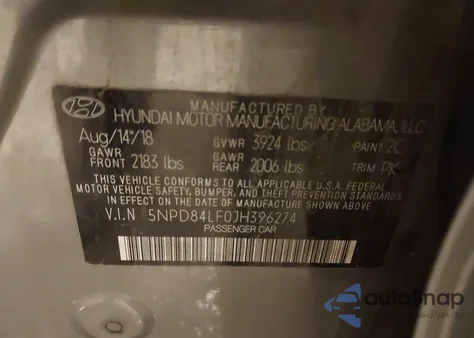 MANUFACTURED BY
HYUNDAI MOTOR MANUFACTURING ALABAMA, LLC
Aug/14/18 GVWR 3924 lbs PAINT 2C
GAWR FRONT 2183 lbs GAWR REAR 2006 lbs TRIM PK
THIS VEHICLE CONFORMS TO ALL APPLICABLE U.S.A. FEDERAL
MOTOR VEHICLE SAFETY, BUMPER, AND THEFT PREVENTION STANDARDS
IN EFFECT ON THE DATE OF MANUFACTURE SHOWN ABOVE.
V.I.N 5NPD84LF0JH396274
PASSENGER CAR
autoSnap